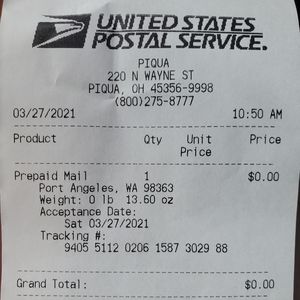 UNITED STATES
POSTAL SERVICE.
PIQUA
220 N WAYNE ST
PIQUA, OH 45356-9998
(800)275-8777
03/27/2021 10:50 AM
Product Qty Unit Price
Price
Prepaid Mail 1 $0.00
Port Angeles, WA 98363
Weight: 0 lb 13.60 oz
Acceptance Date:
Sat 03/27/2021
Tracking #:
9405 5112 0206 1587 3029 88
Grand Total: $0.00